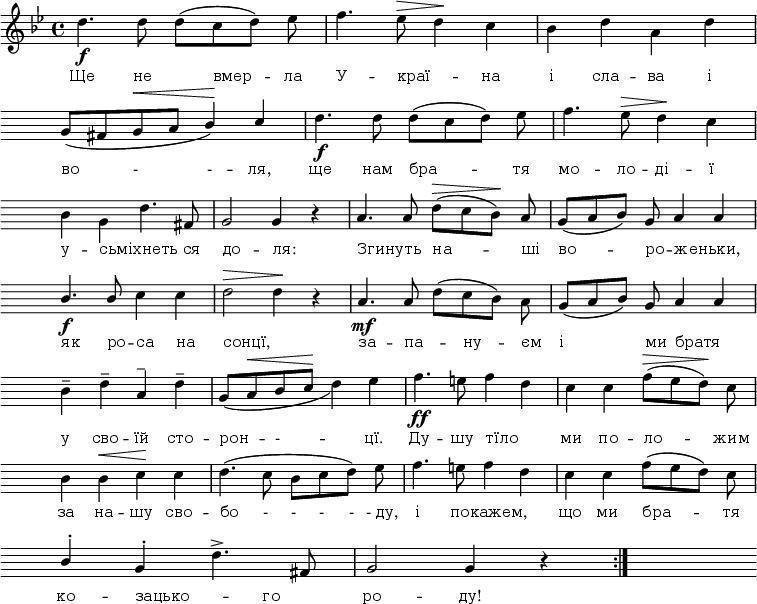 f
Ще не вмер -- ла У -- краї -- на і сла -- ва і
f
во - - - ля, ще нам бра -- тя мо -- ло -- ді -- ї
у -- сьміхнеть ся до -- ля: Згинуть на -- ші во -- ро -- женьки,
f mf
як ро -- са на сонці, за -- па -- ну -- єм і ми братя
ff
у сво -- їй сто -- рон - - - ці. Ду -- шу тїло ми по -- ло -- жим
за на -- шу сво -- бо - - - - ду, і покажем, що ми бра -- тя
ко -- зацько -- го ро -- ду!